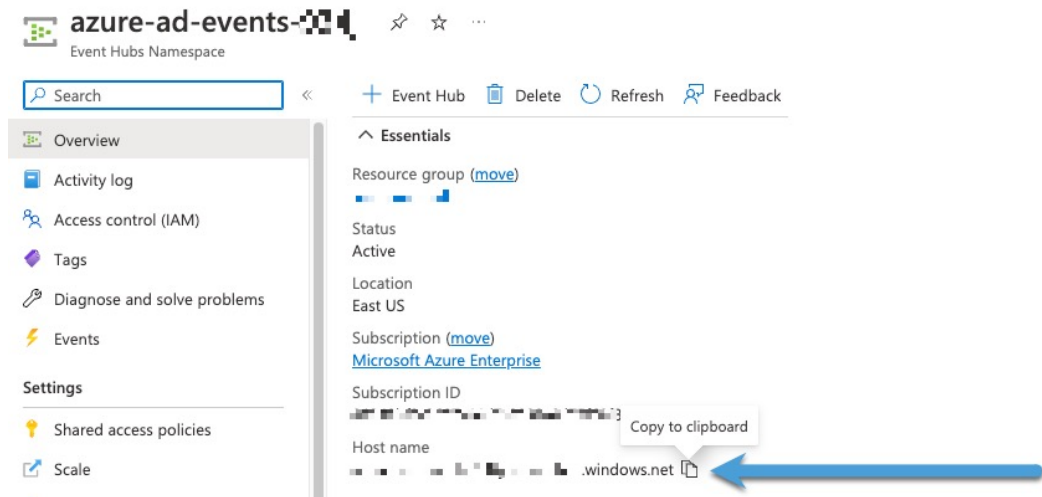 azure-ad-events-
Event Hubs Namespace
Search
Overview
Activity log
Access control (IAM)
Tags
Diagnose and solve problems
Events
Settings
Shared access policies
Scale
Event Hub Delete Refresh Feedback
Essentials
Resource group (move)
Status
Active
Location
East US
Subscription (move)
Microsoft Azure Enterprise
Subscription ID
Copy to clipboard
Host name
.windows.net